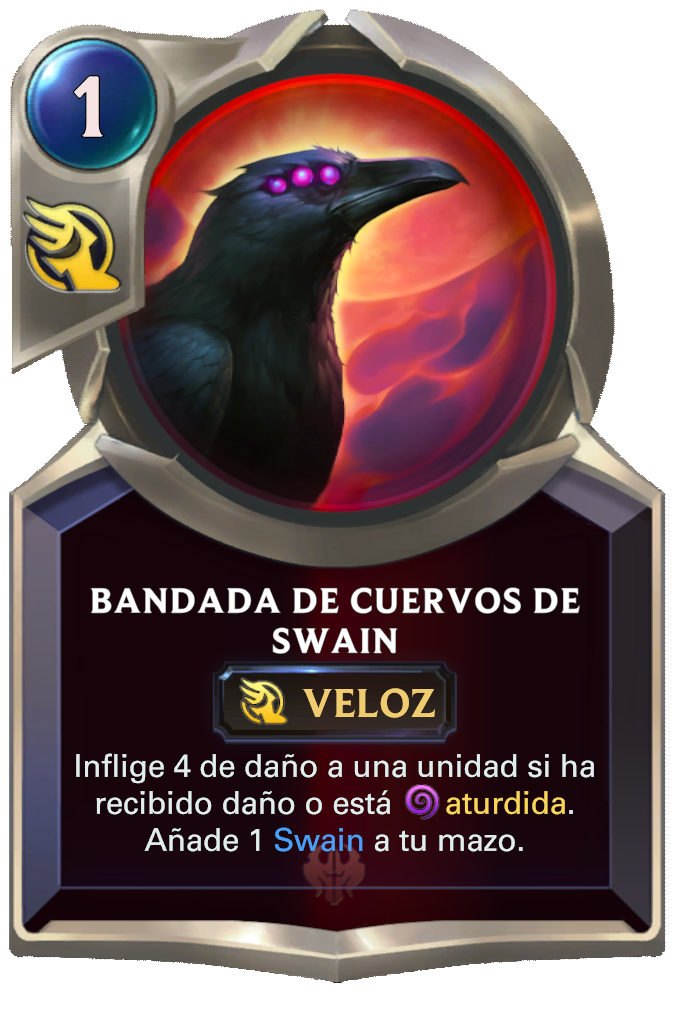 1
BANDADA DE CUERVOS DE
SWAIN
VELOZ
Inflige 4 de daño a una unidad si ha
recibido daño o está aturdida.
Añade 1 Swain a tu mazo.